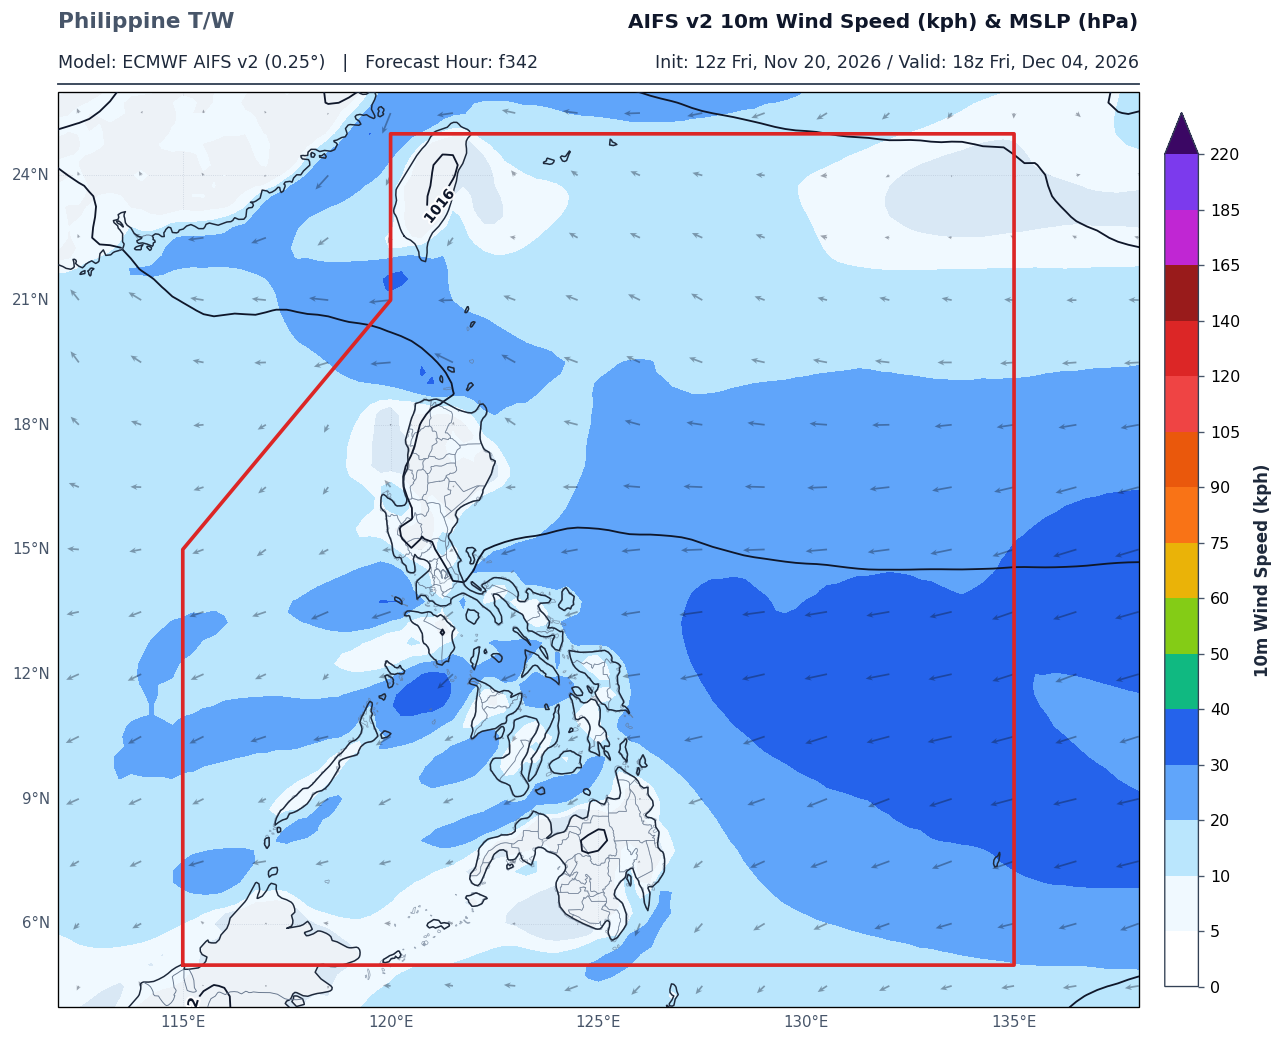 Philippine T/W
AIFS v2 10m Wind Speed (kph) & MSLP (hPa)
Model: ECMWF AIFS v2 (0.25°) | Forecast Hour: f342
Init: 12z Fri, Nov 20, 2026 / Valid: 18z Fri, Dec 04, 2026
24°N
21°N
18°N
15°N
12°N
9°N
6°N
1016
2
115°E
120°E
125°E
130°E
135°E
220
185
165
140
120
105
90
75
60
50
40
30
20
10
5
0
10m Wind Speed (kph)